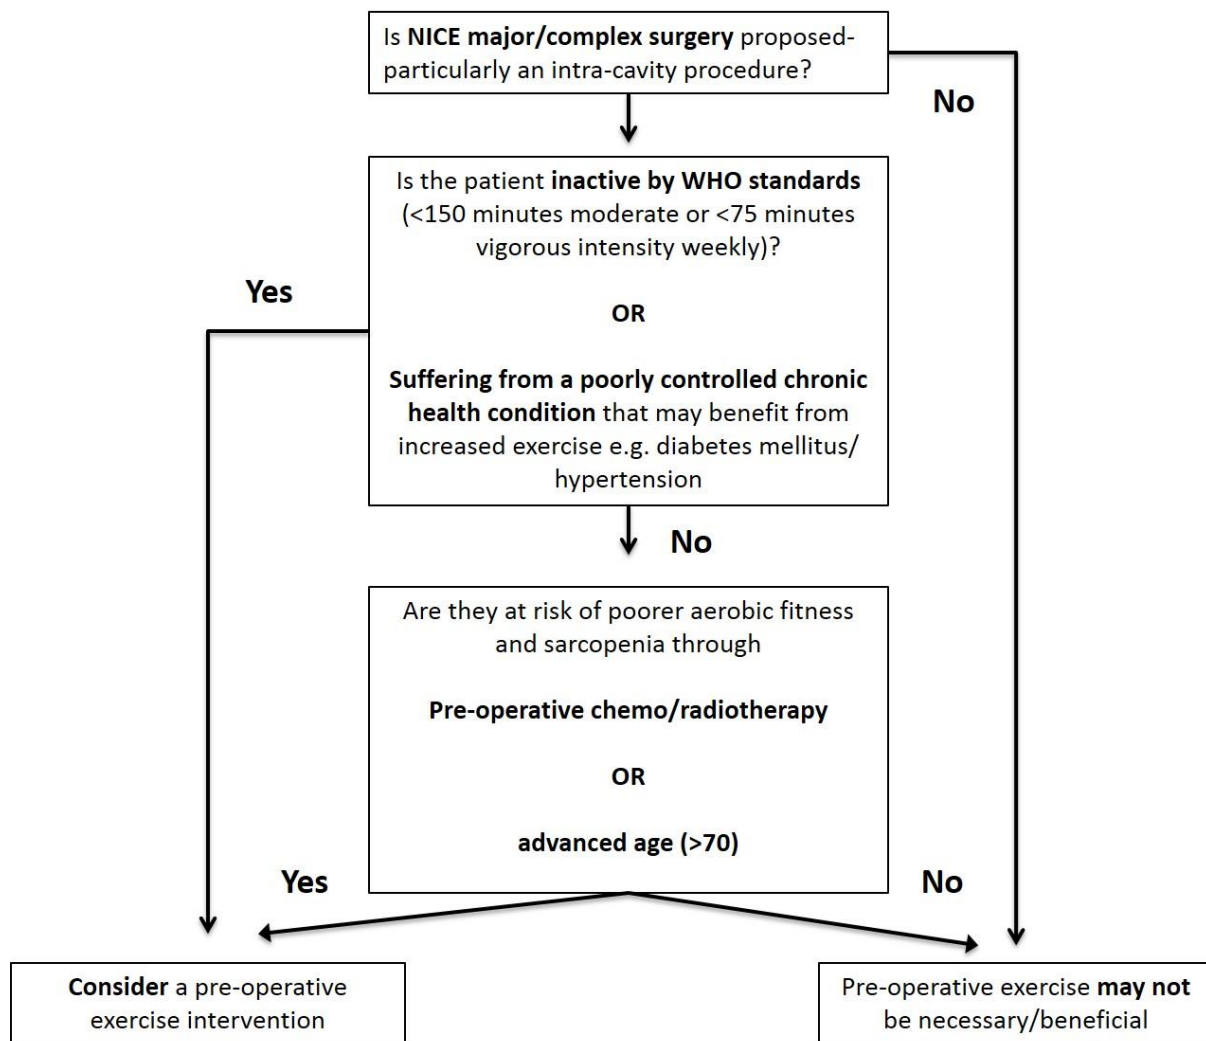 Is NICE major/complex surgery proposed-
particularly an intra-cavity procedure?
No
Is the patient inactive by WHO standards
(<150 minutes moderate or <75 minutes
vigorous intensity weekly)?
Yes
OR
Suffering from a poorly controlled chronic
health condition that may benefit from
increased exercise e.g. diabetes mellitus/
hypertension
No
Are they at risk of poorer aerobic fitness
and sarcopenia through
Pre-operative chemo/radiotherapy
OR
advanced age (>70)
Yes
No
Consider a pre-operative
exercise intervention
Pre-operative exercise may not
be necessary/beneficial